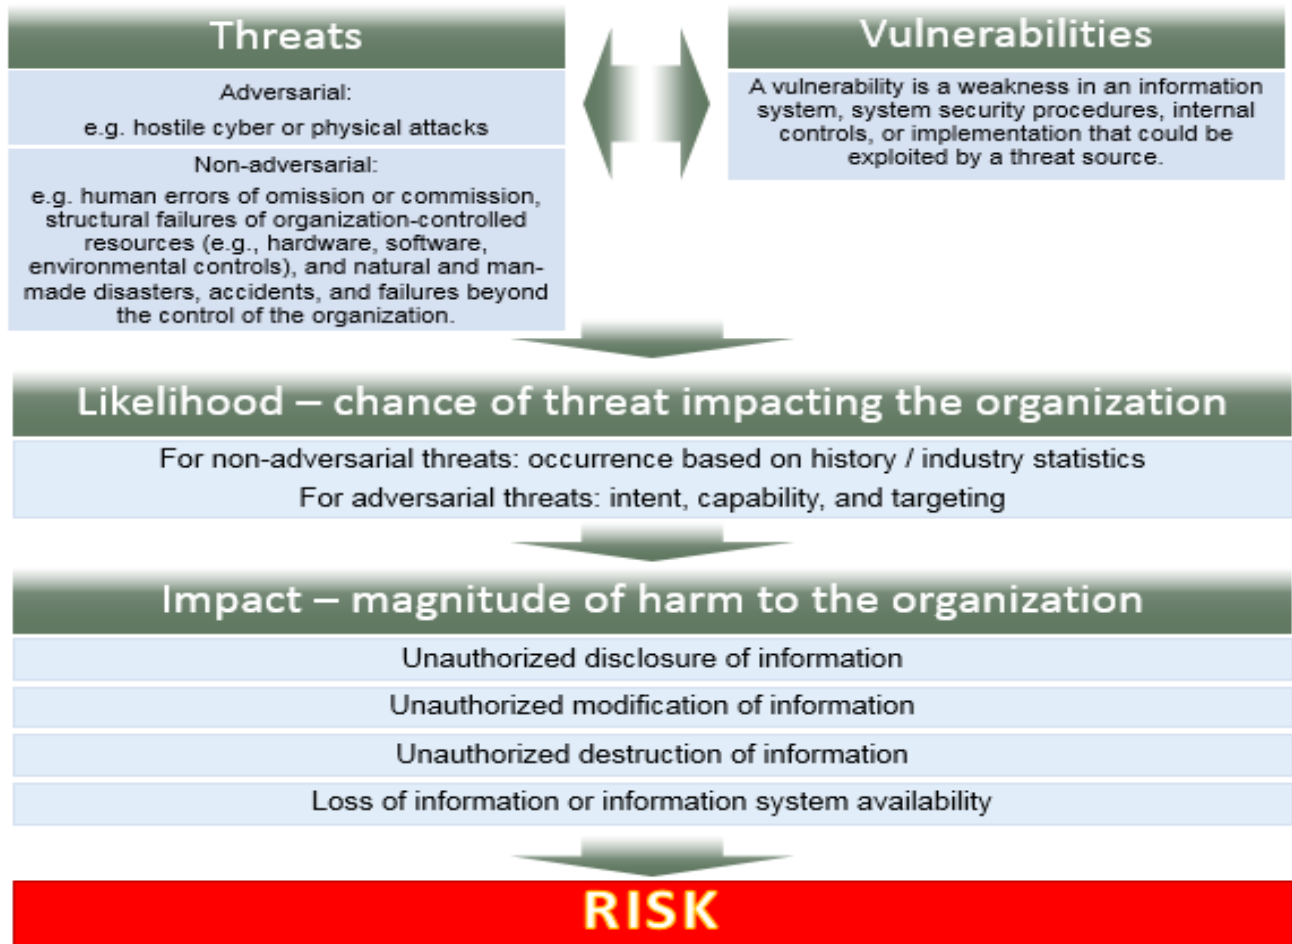 Threats
Adversarial:
e.g. hostile cyber or physical attacks
Non-adversarial:
e.g. human errors of omission or commission,
structural failures of organization-controlled
resources (e.g., hardware, software,
environmental controls), and natural and man-
made disasters, accidents, and failures beyond
the control of the organization.
Vulnerabilities
A vulnerability is a weakness in an information
system, system security procedures, internal
controls, or implementation that could be
exploited by a threat source.
Likelihood – chance of threat impacting the organization
For non-adversarial threats: occurrence based on history / industry statistics
For adversarial threats: intent, capability, and targeting
Impact – magnitude of harm to the organization
Unauthorized disclosure of information
Unauthorized modification of information
Unauthorized destruction of information
Loss of information or information system availability
RISK